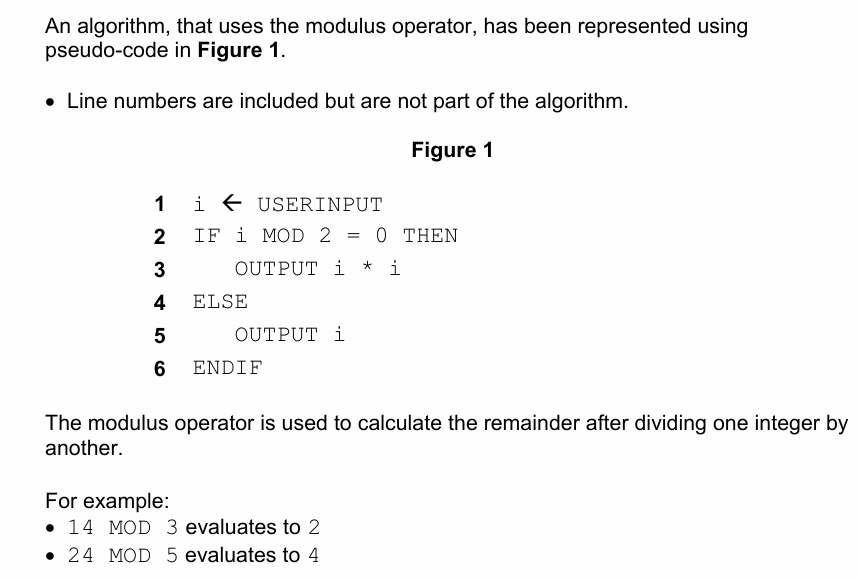 An algorithm, that uses the modulus operator, has been represented using
pseudo-code in Figure 1.
• Line numbers are included but are not part of the algorithm.
Figure 1
1 i ← USERINPUT
2 IF i MOD 2 = 0 THEN
3 OUTPUT i * i
4 ELSE
5 OUTPUT i
6 ENDIF
The modulus operator is used to calculate the remainder after dividing one integer by
another.
For example:
• 14 MOD 3 evaluates to 2
• 24 MOD 5 evaluates to 4